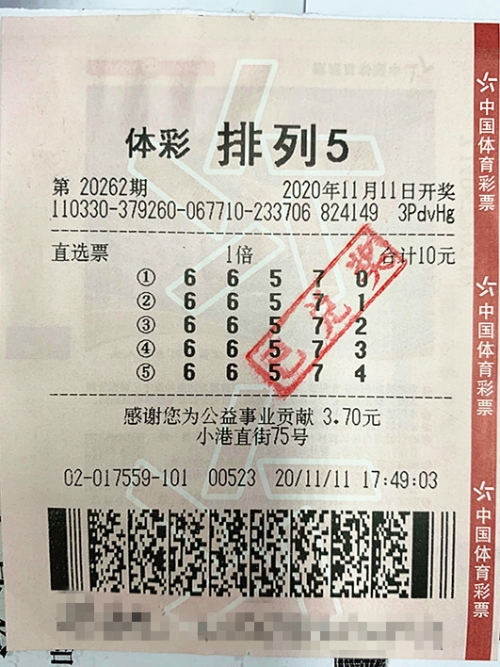 体彩 排列5
第 20262期 2020年11月11日开奖
110330-379260-067710-233706 824149 3PdvHg
直选票 1倍 合计10元
① 6 6 5 7 0
② 6 6 5 7 1
③ 6 6 5 7 2
④ 6 6 5 7 3
⑤ 6 6 5 7 4
已兑奖
感谢您为公益事业贡献 3.70元
小港直街75号
02-017559-101 00523 20/11/11 17:49:03
中国体育彩票
中国体育彩票
中国体育彩票